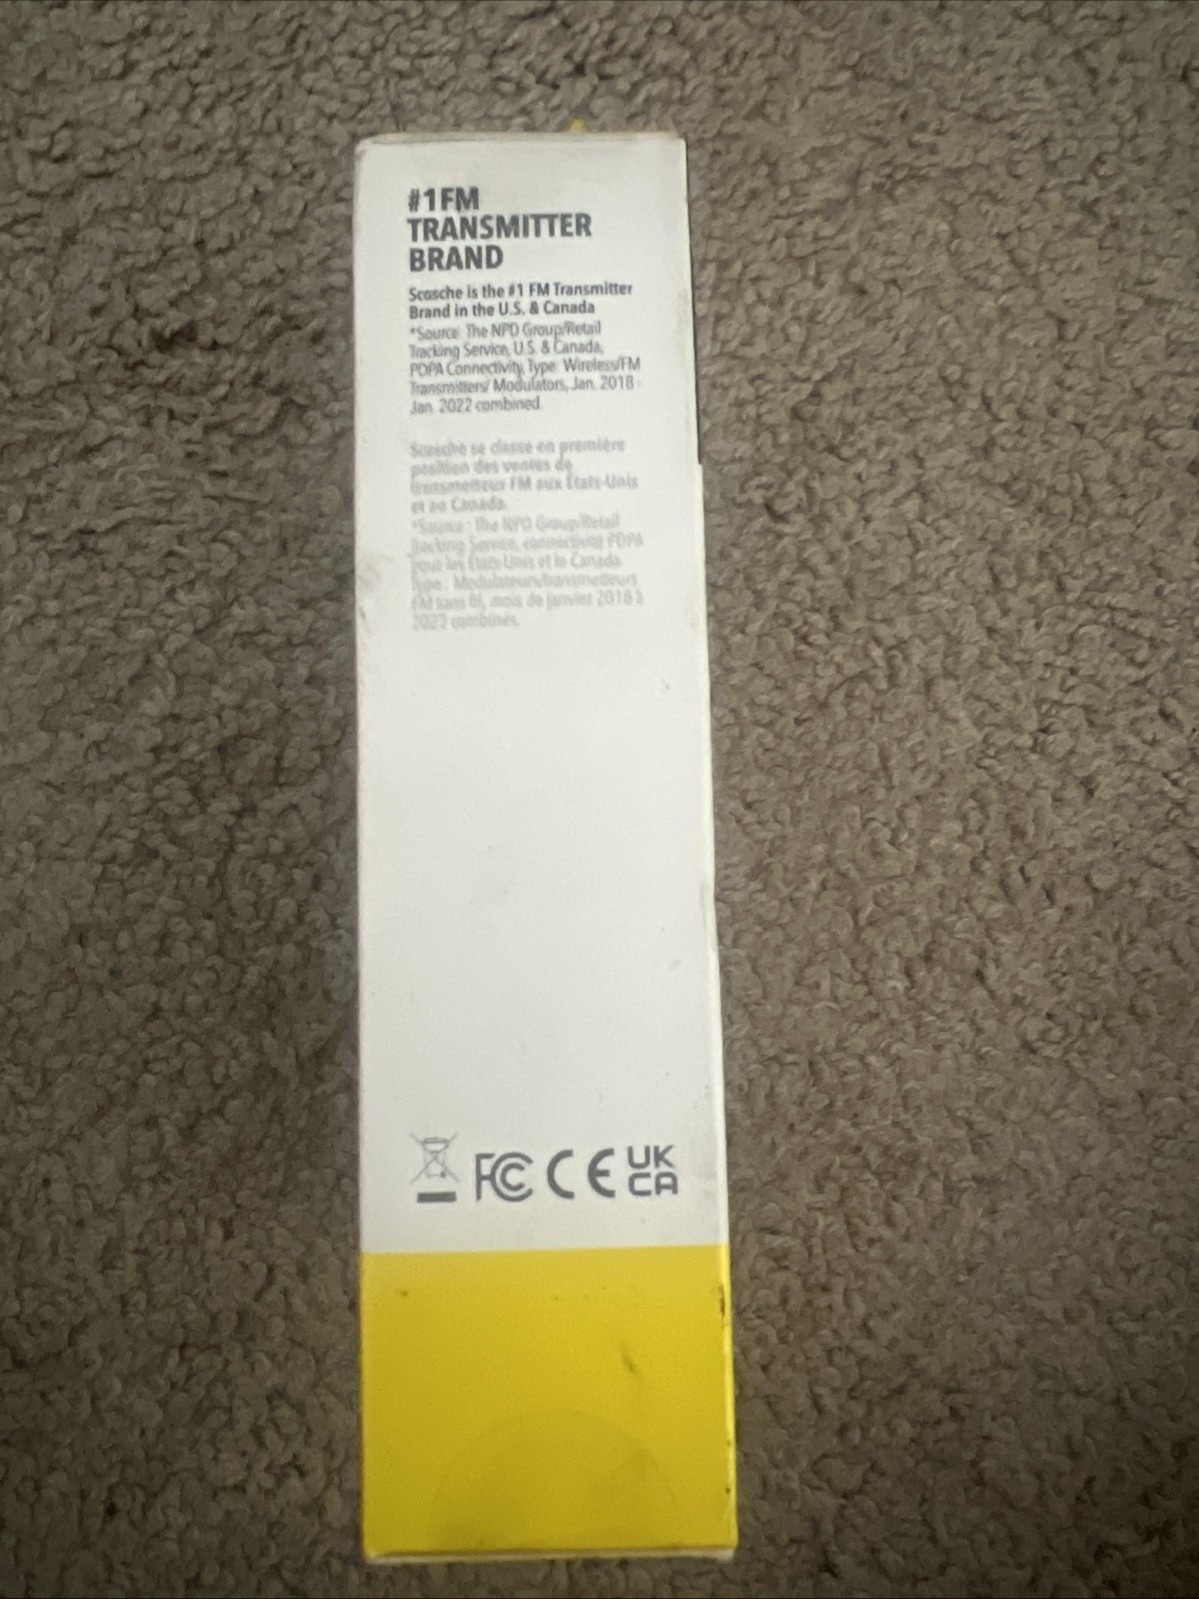 #1 FM
TRANSMITTER
BRAND
Scosche is the #1 FM Transmitter
Brand in the U.S. & Canada
*Source: The NPD Group/Retail
Tracking Service, U.S. & Canada,
PDPA Connectivity, Type: Wireless/FM
Transmitters/ Modulators, Jan. 2018 -
Jan. 2022 combined.
Scosche se classe en première
position des ventes de
transmetteur FM aux États-Unis
et au Canada.
*Source : The NPD Group/Retail
Tracking Service, connectivité PDPA
pour les États-Unis et le Canada.
Type : Modulateurs/transmetteurs
FM sans fil, mois de janvier 2018 à
2022 combinés.
FC CE UK
CA